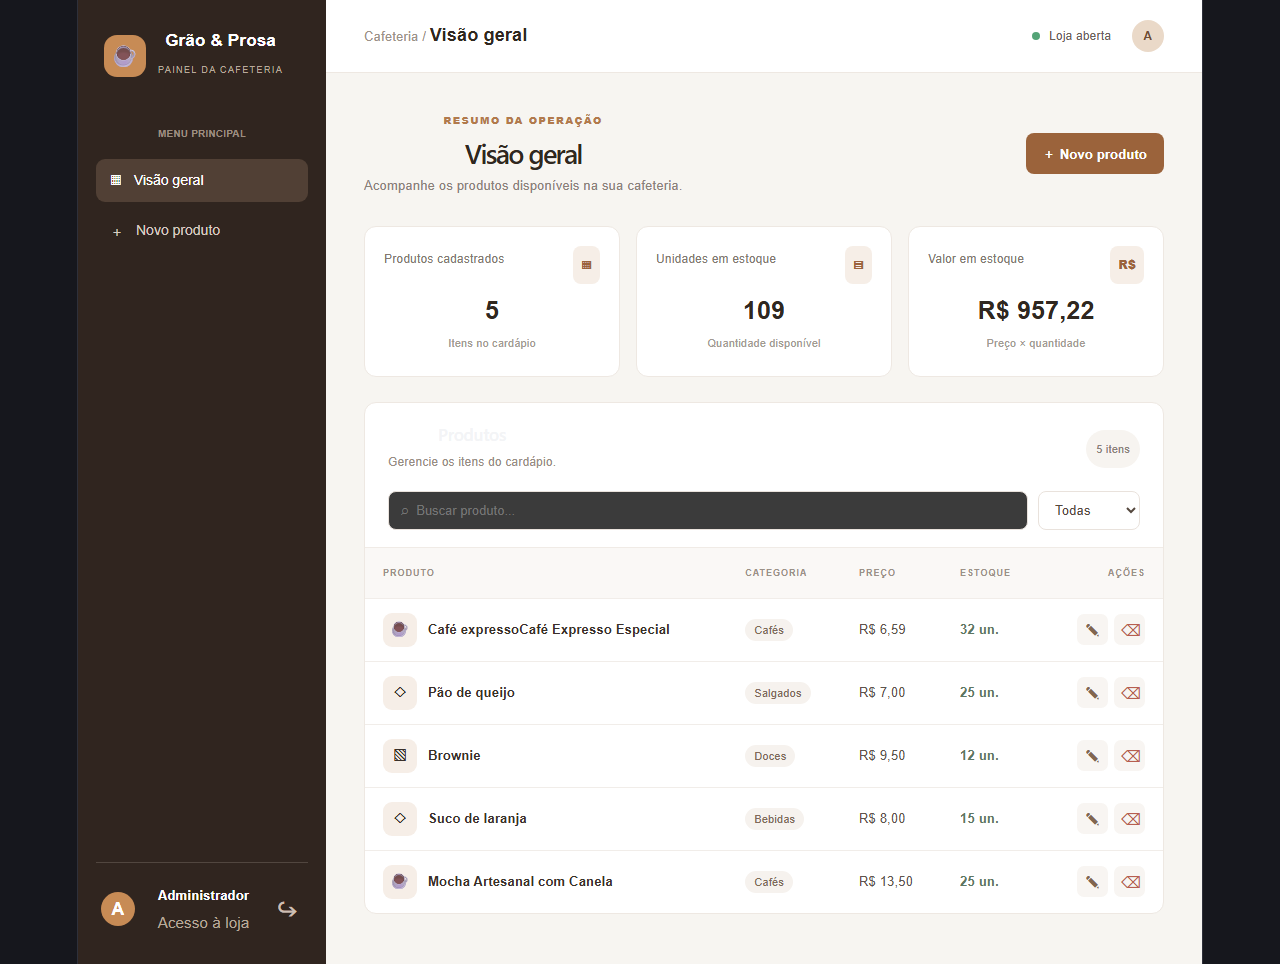 Grão & Prosa
PAINEL DA CAFETERIA
MENU PRINCIPAL
Visão geral
+ Novo produto
Administrador
A
Acesso à loja
Cafeteria / Visão geral
Loja aberta
A
RESUMO DA OPERAÇÃO
Visão geral
Acompanhe os produtos disponíveis na sua cafeteria.
+ Novo produto
Produtos cadastrados
5
Itens no cardápio
Unidades em estoque
109
Quantidade disponível
Valor em estoque
R$
R$ 957,22
Preço × quantidade
Produtos
Gerencie os itens do cardápio.
5 itens
Buscar produto...
Todas
PRODUTO CATEGORIA PREÇO ESTOQUE AÇÕES
Café expressoCafé Expresso Especial Cafés R$ 6,59 32 un.
Pão de queijo Salgados R$ 7,00 25 un.
Brownie Doces R$ 9,50 12 un.
Suco de laranja Bebidas R$ 8,00 15 un.
Mocha Artesanal com Canela Cafés R$ 13,50 25 un.